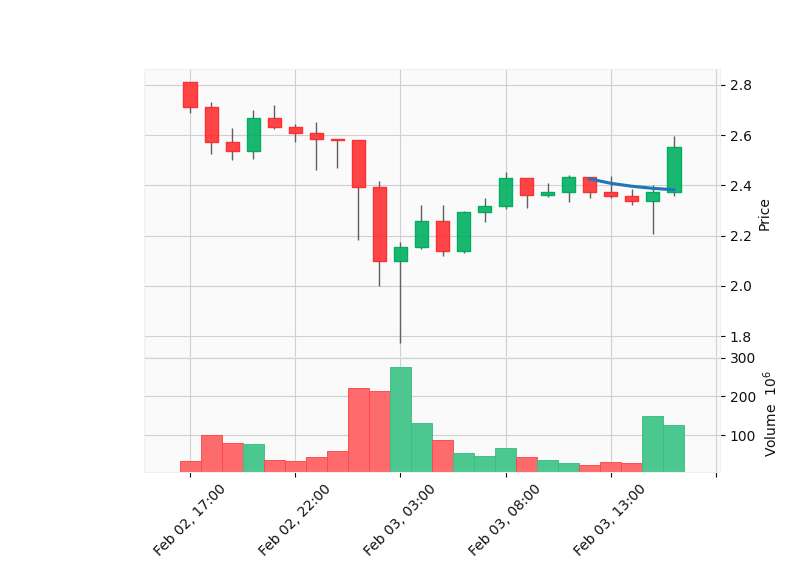 2.8
2.6
2.4
2.2
2.0
1.8
Price
300
200
100
Volume 10^6
Feb 02, 17:00
Feb 02, 22:00
Feb 03, 03:00
Feb 03, 08:00
Feb 03, 13:00